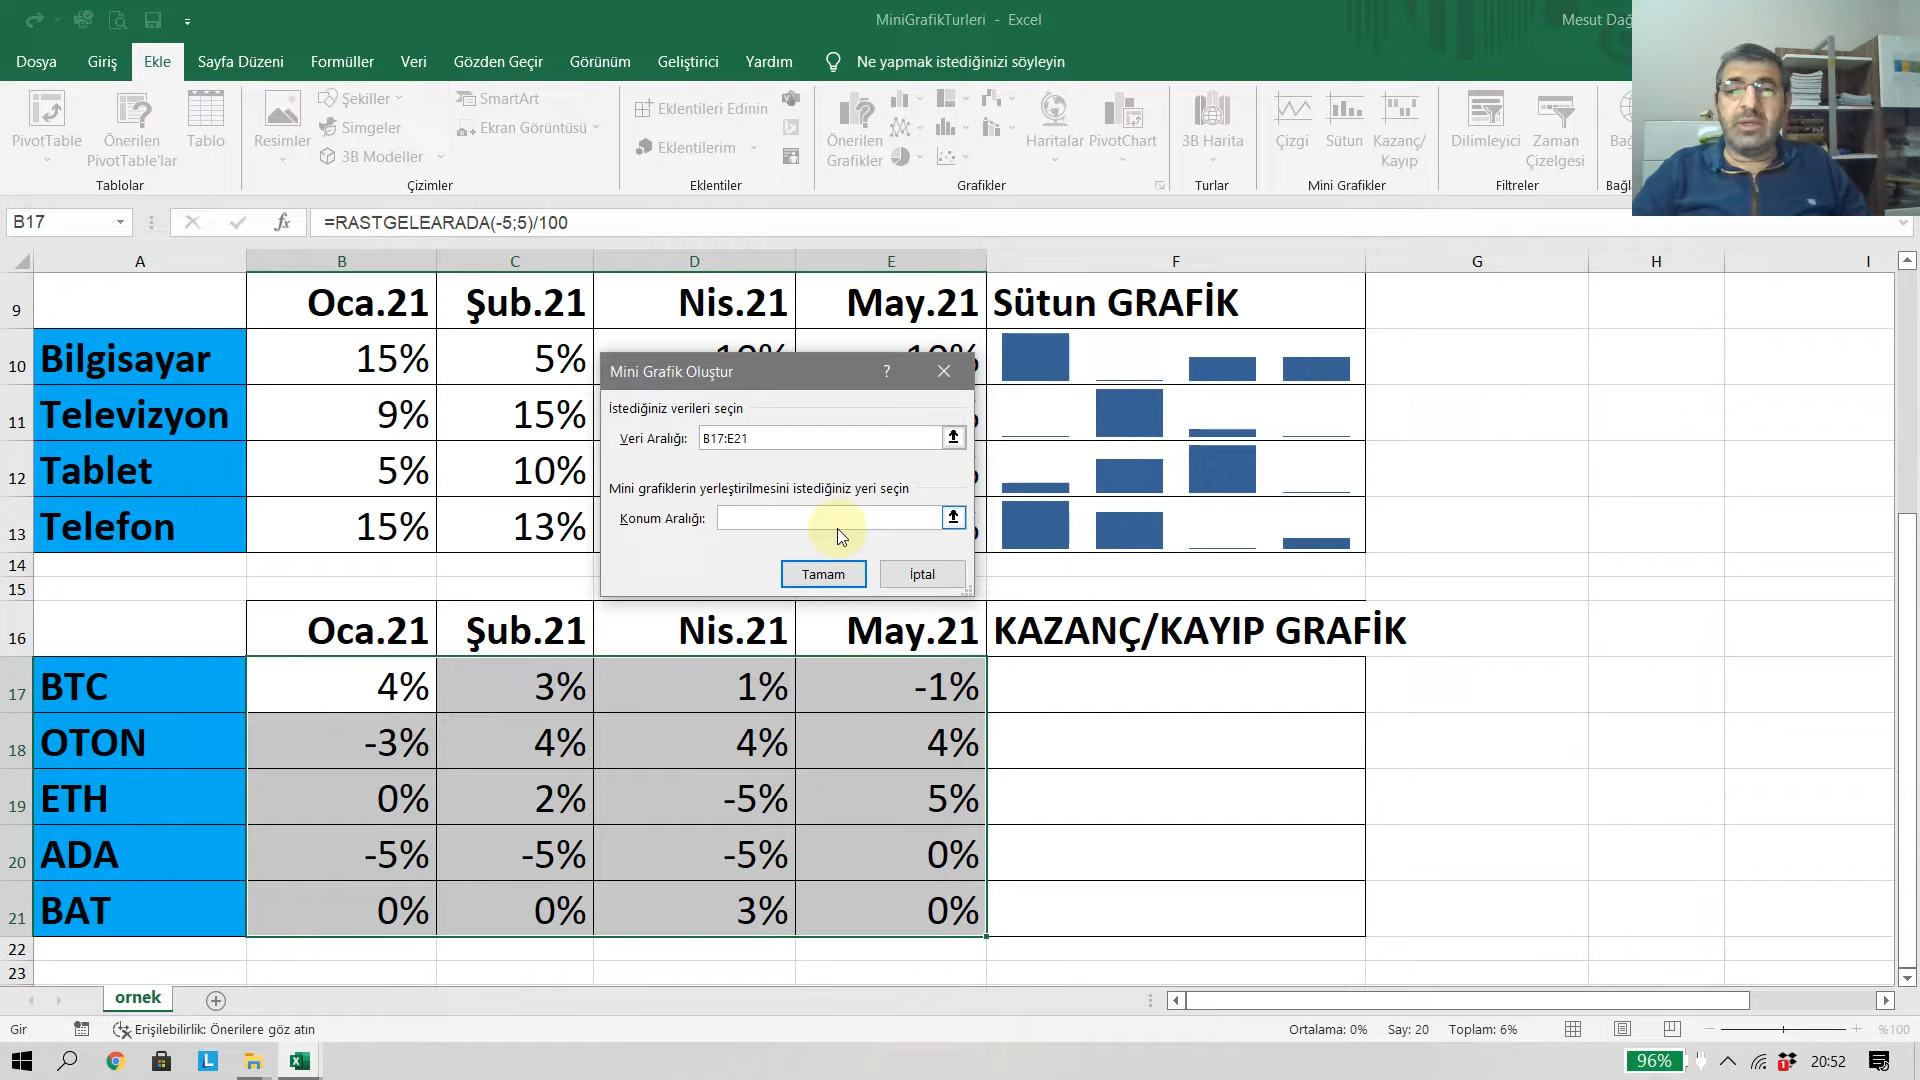 MiniGrafikTurleri - Excel
Mesut Dağ
Dosya
Giriş
Ekle
Sayfa Düzeni
Formüller
Veri
Gözden Geçir
Görünüm
Geliştirici
Yardım
Ne yapmak istediğinizi söyleyin
PivotTable
Önerilen
PivotTable'lar
Tablo
Tablolar
Resimler
Şekiller
Simgeler
3B Modeller
SmartArt
Ekran Görüntüsü
Çizimler
Eklentileri Edinin
Eklentilerim
Eklentiler
Önerilen
Grafikler
Haritalar
PivotChart
Grafikler
3B Harita
Turlar
Çizgi
Sütun
Kazanç/
Kayıp
Mini Grafikler
Dilimleyici
Zaman
Çizelgesi
Filtreler
Bağ
Bağla
B17
fx
=RASTGELEARADA(-5;5)/100
A B C D E F G H I
9 Oca.21 Şub.21 Nis.21 May.21 Sütun GRAFİK
10 Bilgisayar 15% 5% 10% 10%
11 Televizyon 9% 15%
12 Tablet 5% 10%
13 Telefon 15% 13%
14
15
Mini Grafik Oluştur ?
İstediğiniz verileri seçin
Veri Aralığı: B17:E21
Mini grafiklerin yerleştirilmesini istediğiniz yeri seçin
Konum Aralığı:
Tamam İptal
16 Oca.21 Şub.21 Nis.21 May.21 KAZANÇ/KAYIP GRAFİK
17 BTC 4% 3% 1% -1%
18 OTON -3% 4% 4% 4%
19 ETH 0% 2% -5% 5%
20 ADA -5% -5% -5% 0%
21 BAT 0% 0% 3% 0%
22
23
ornek
Gir
Erişilebilirlik: Önerilere göz atın
Ortalama: 0% Say: 20 Toplam: 6%
%100
L
96%
1
20:52